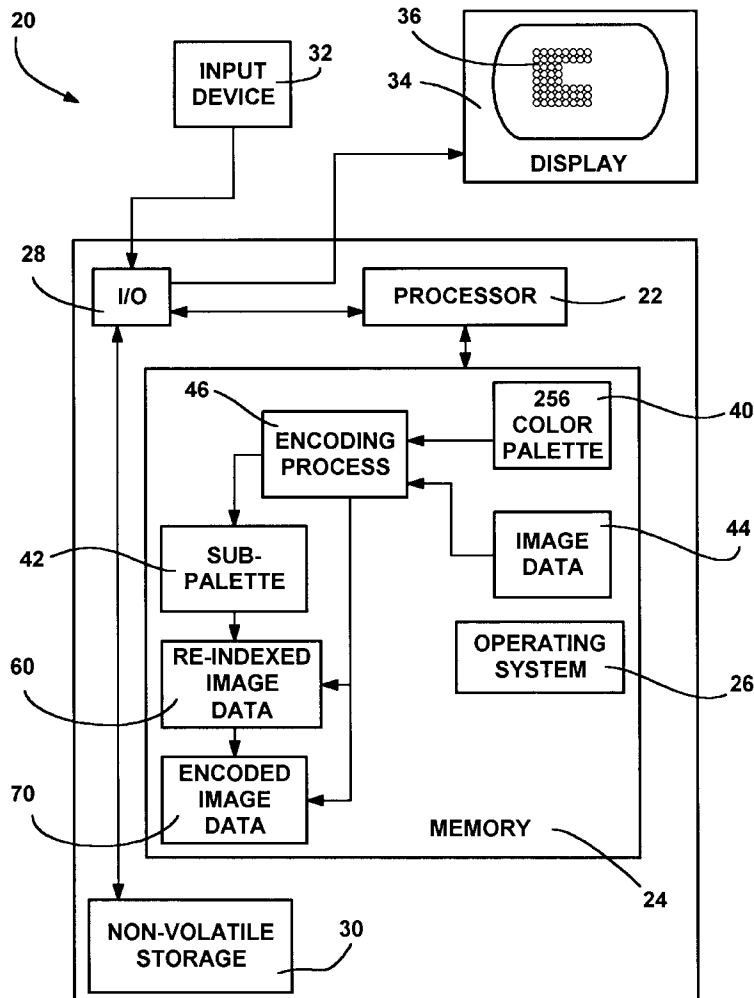 20
INPUT
DEVICE
32
36
34
DISPLAY
28
I/O
PROCESSOR
22
46
ENCODING
PROCESS
256
COLOR
PALETTE
40
42
SUB-
PALETTE
IMAGE
DATA
44
60
RE-INDEXED
IMAGE
DATA
OPERATING
SYSTEM
26
70
ENCODED
IMAGE
DATA
MEMORY
24
NON-VOLATILE
STORAGE
30